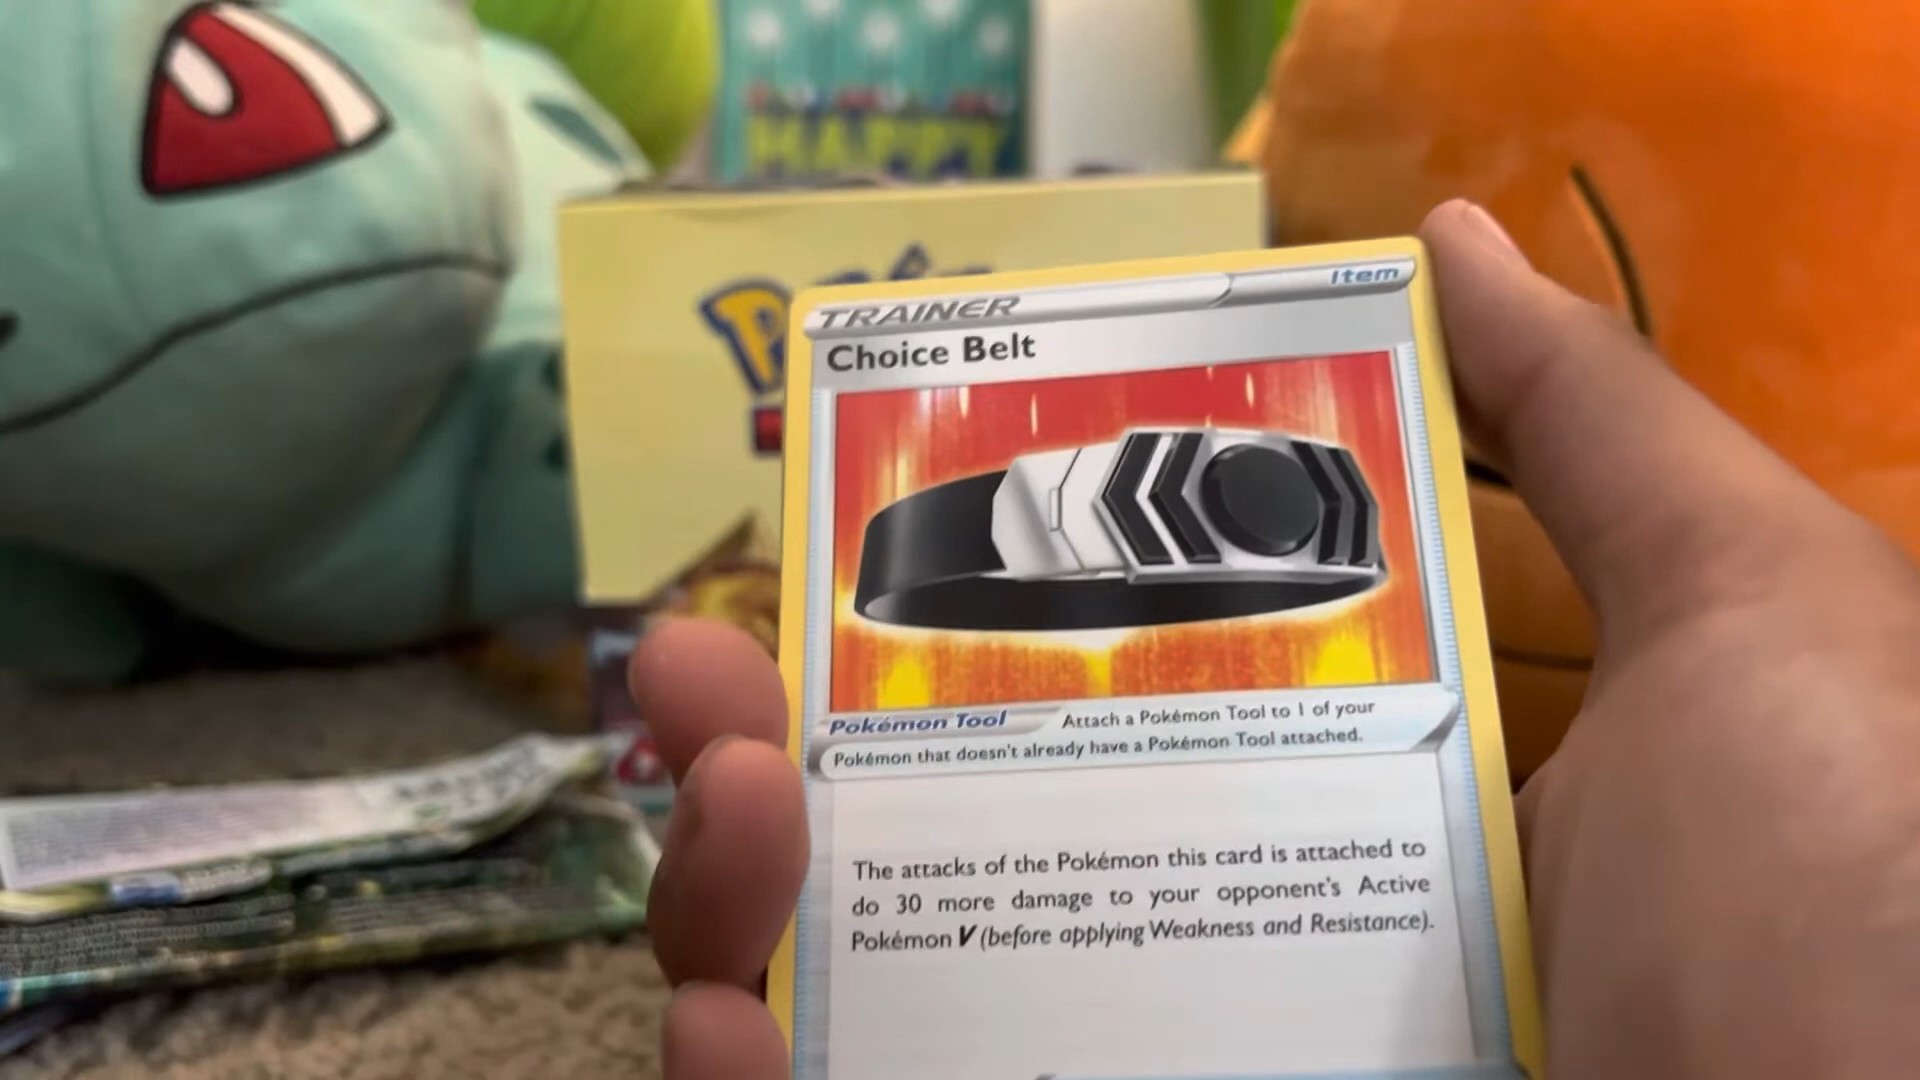 HAPPY
TRAINER
Item
Choice Belt
Pokémon Tool Attach a Pokémon Tool to 1 of your
Pokémon that doesn't already have a Pokémon Tool attached.
The attacks of the Pokémon this card is attached to
do 30 more damage to your opponent's Active
Pokémon V (before applying Weakness and Resistance).